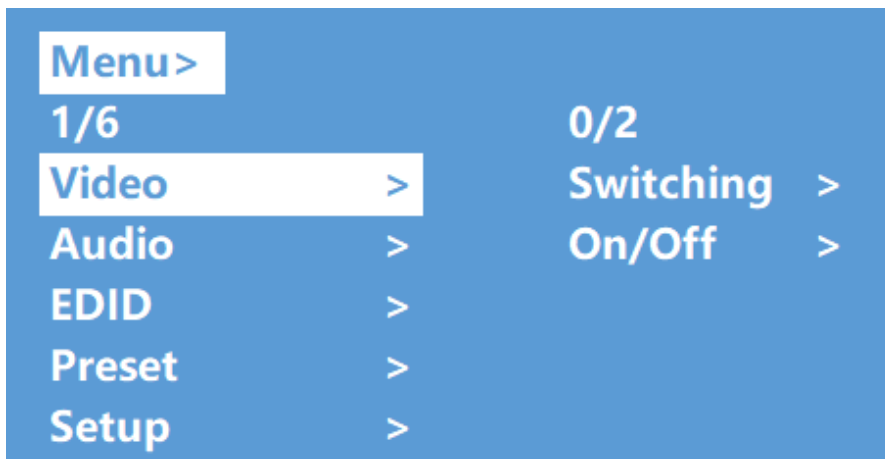 Menu>
1/6 0/2
Video > Switching >
Audio > On/Off >
EDID >
Preset >
Setup >